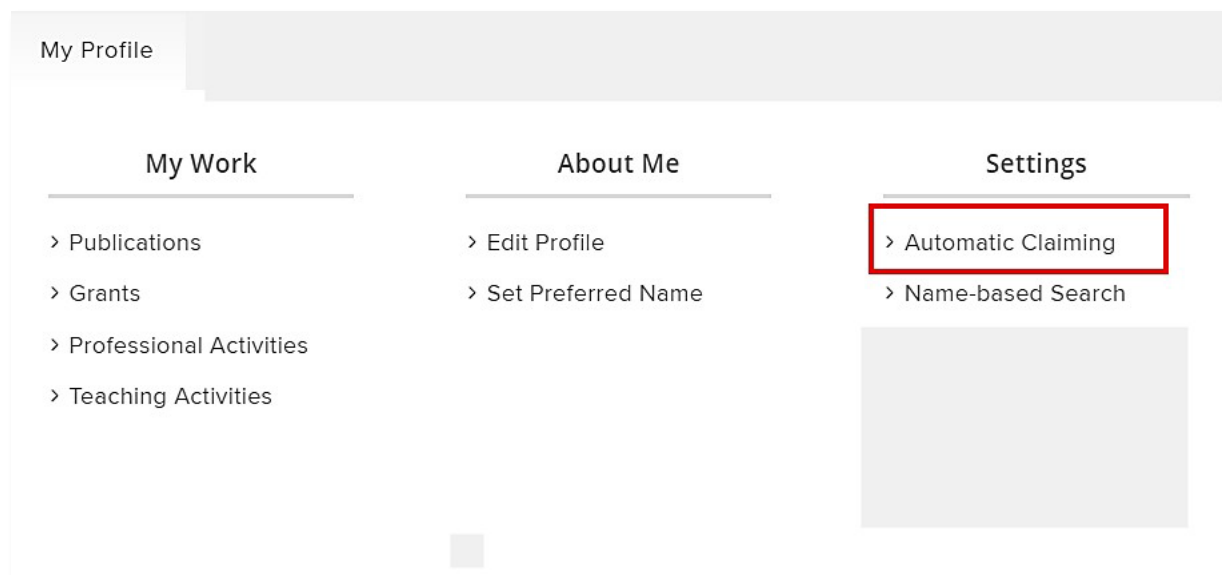 My Profile
My Work
> Publications
> Grants
> Professional Activities
> Teaching Activities
About Me
> Edit Profile
> Set Preferred Name
Settings
> Automatic Claiming
> Name-based Search